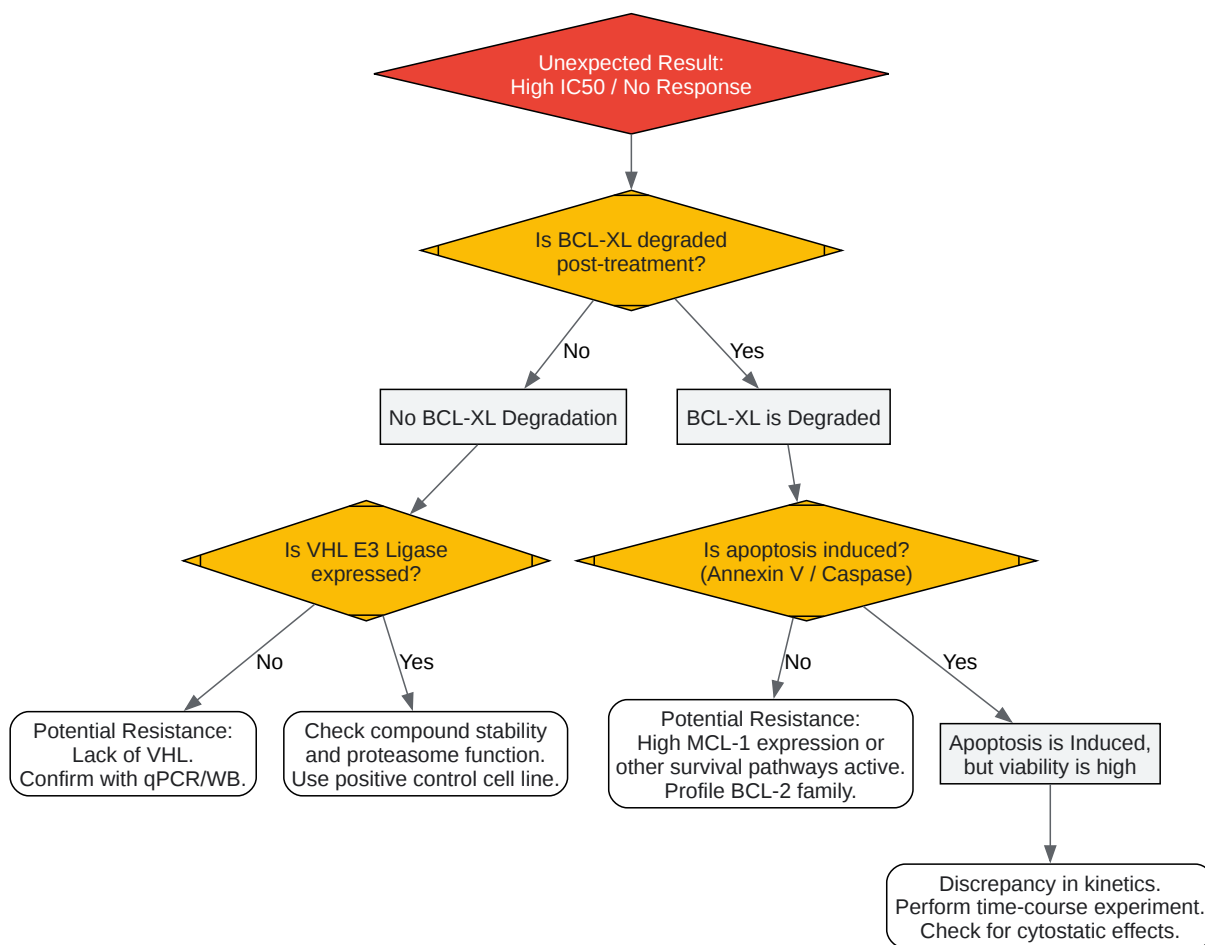 Unexpected Result:
High IC50 / No Response
Is BCL-XL degraded
post-treatment?
No
Yes
No BCL-XL Degradation
BCL-XL is Degraded
Is VHL E3 Ligase
expressed?
Is apoptosis induced?
(Annexin V / Caspase)
No
Yes
No
Yes
Potential Resistance:
Lack of VHL.
Confirm with qPCR/WB.
Check compound stability
and proteasome function.
Use positive control cell line.
Potential Resistance:
High MCL-1 expression or
other survival pathways active.
Profile BCL-2 family.
Apoptosis is Induced,
but viability is high
Discrepancy in kinetics.
Perform time-course experiment.
Check for cytostatic effects.